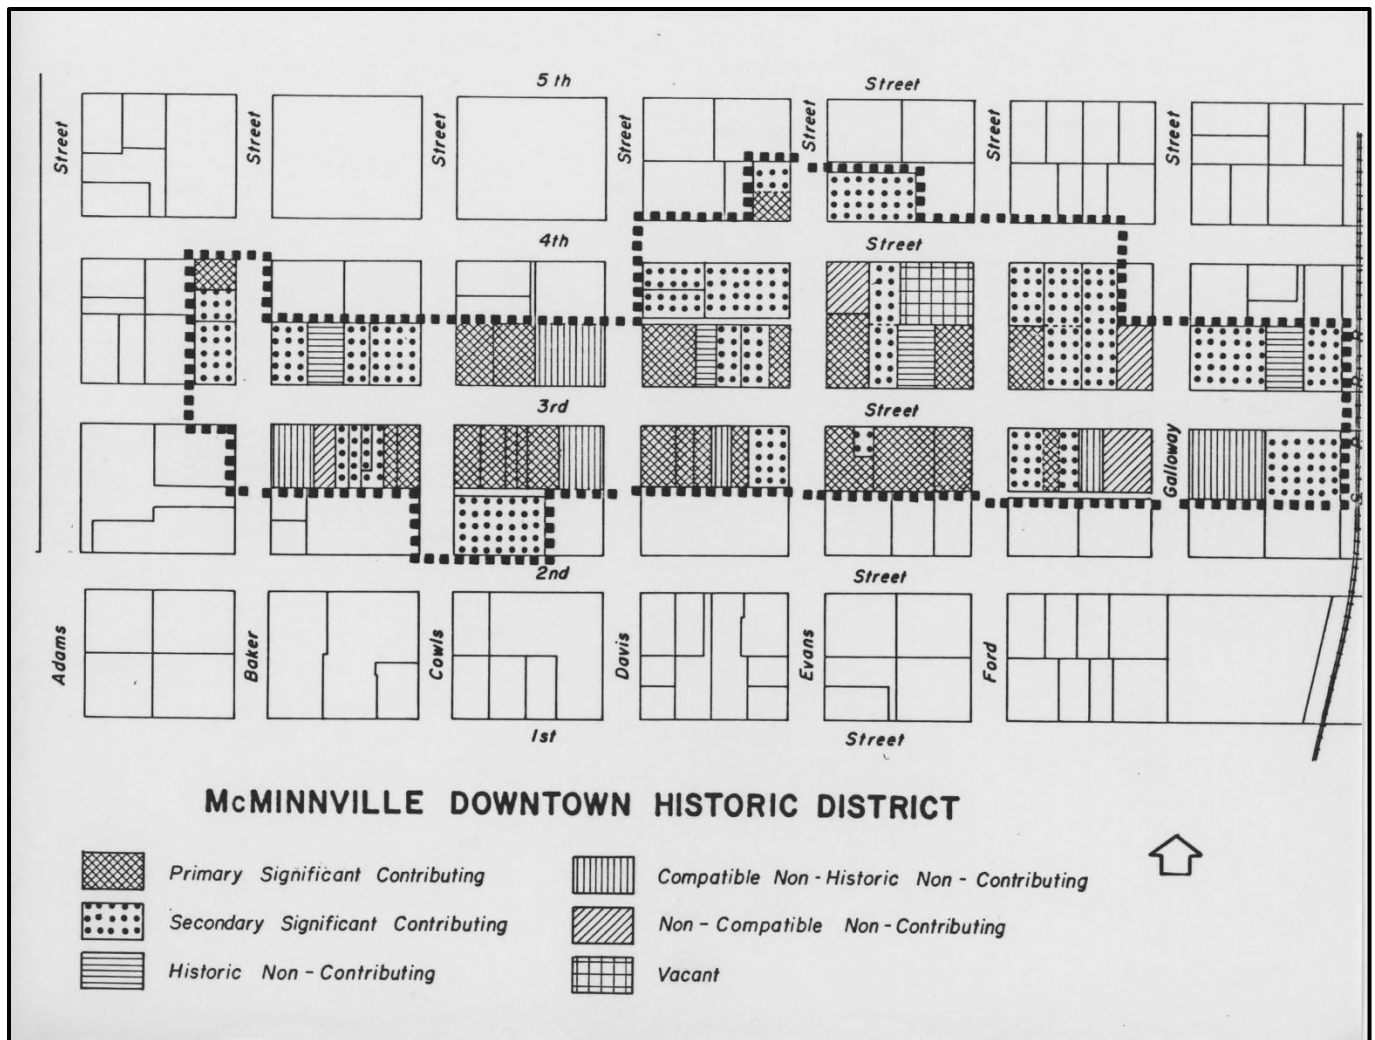 5th Street
Street Street Street Street Street Street Street
4th Street
3rd Street
Galloway
S. P. R. R.
2nd Street
Adams Baker Cowls Davis Evans Ford
1st Street
McMINNVILLE DOWNTOWN HISTORIC DISTRICT
Primary Significant Contributing
Compatible Non-Historic Non-Contributing
Secondary Significant Contributing
Non-Compatible Non-Contributing
Historic Non-Contributing
Vacant